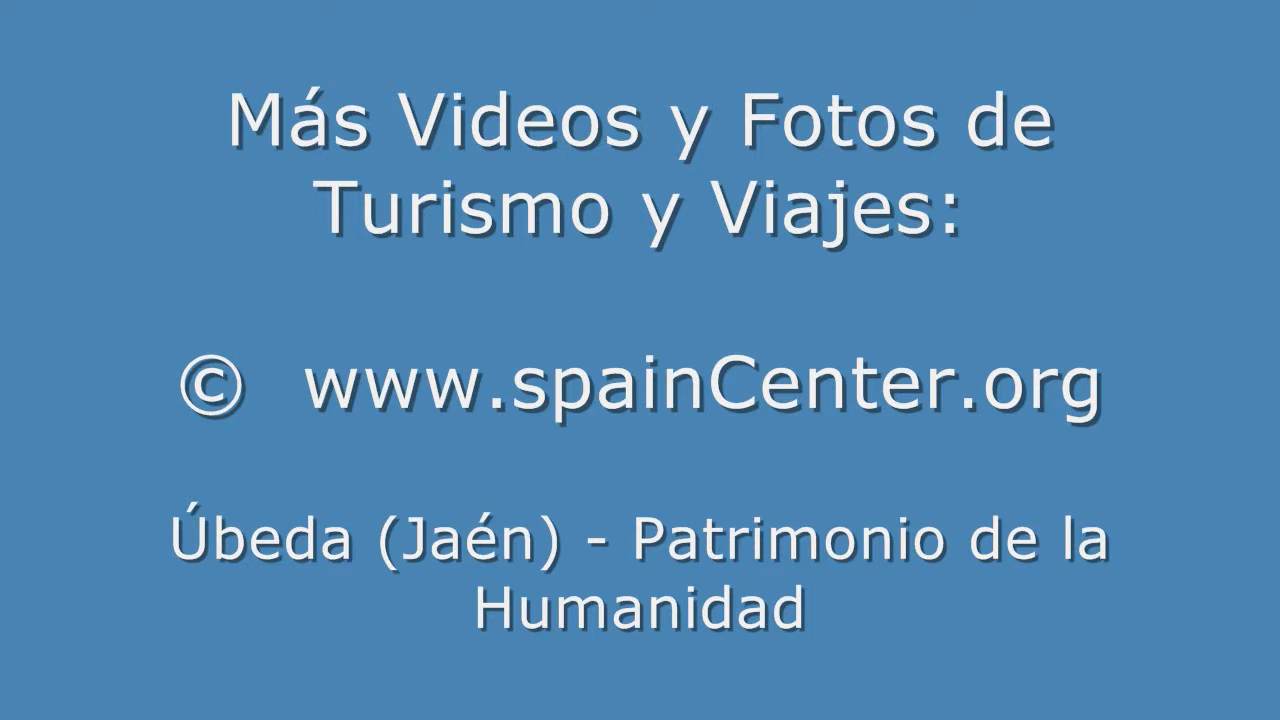 Más Videos y Fotos de
Turismo y Viajes:
© www.spainCenter.org
Úbeda (Jaén) - Patrimonio de la
Humanidad